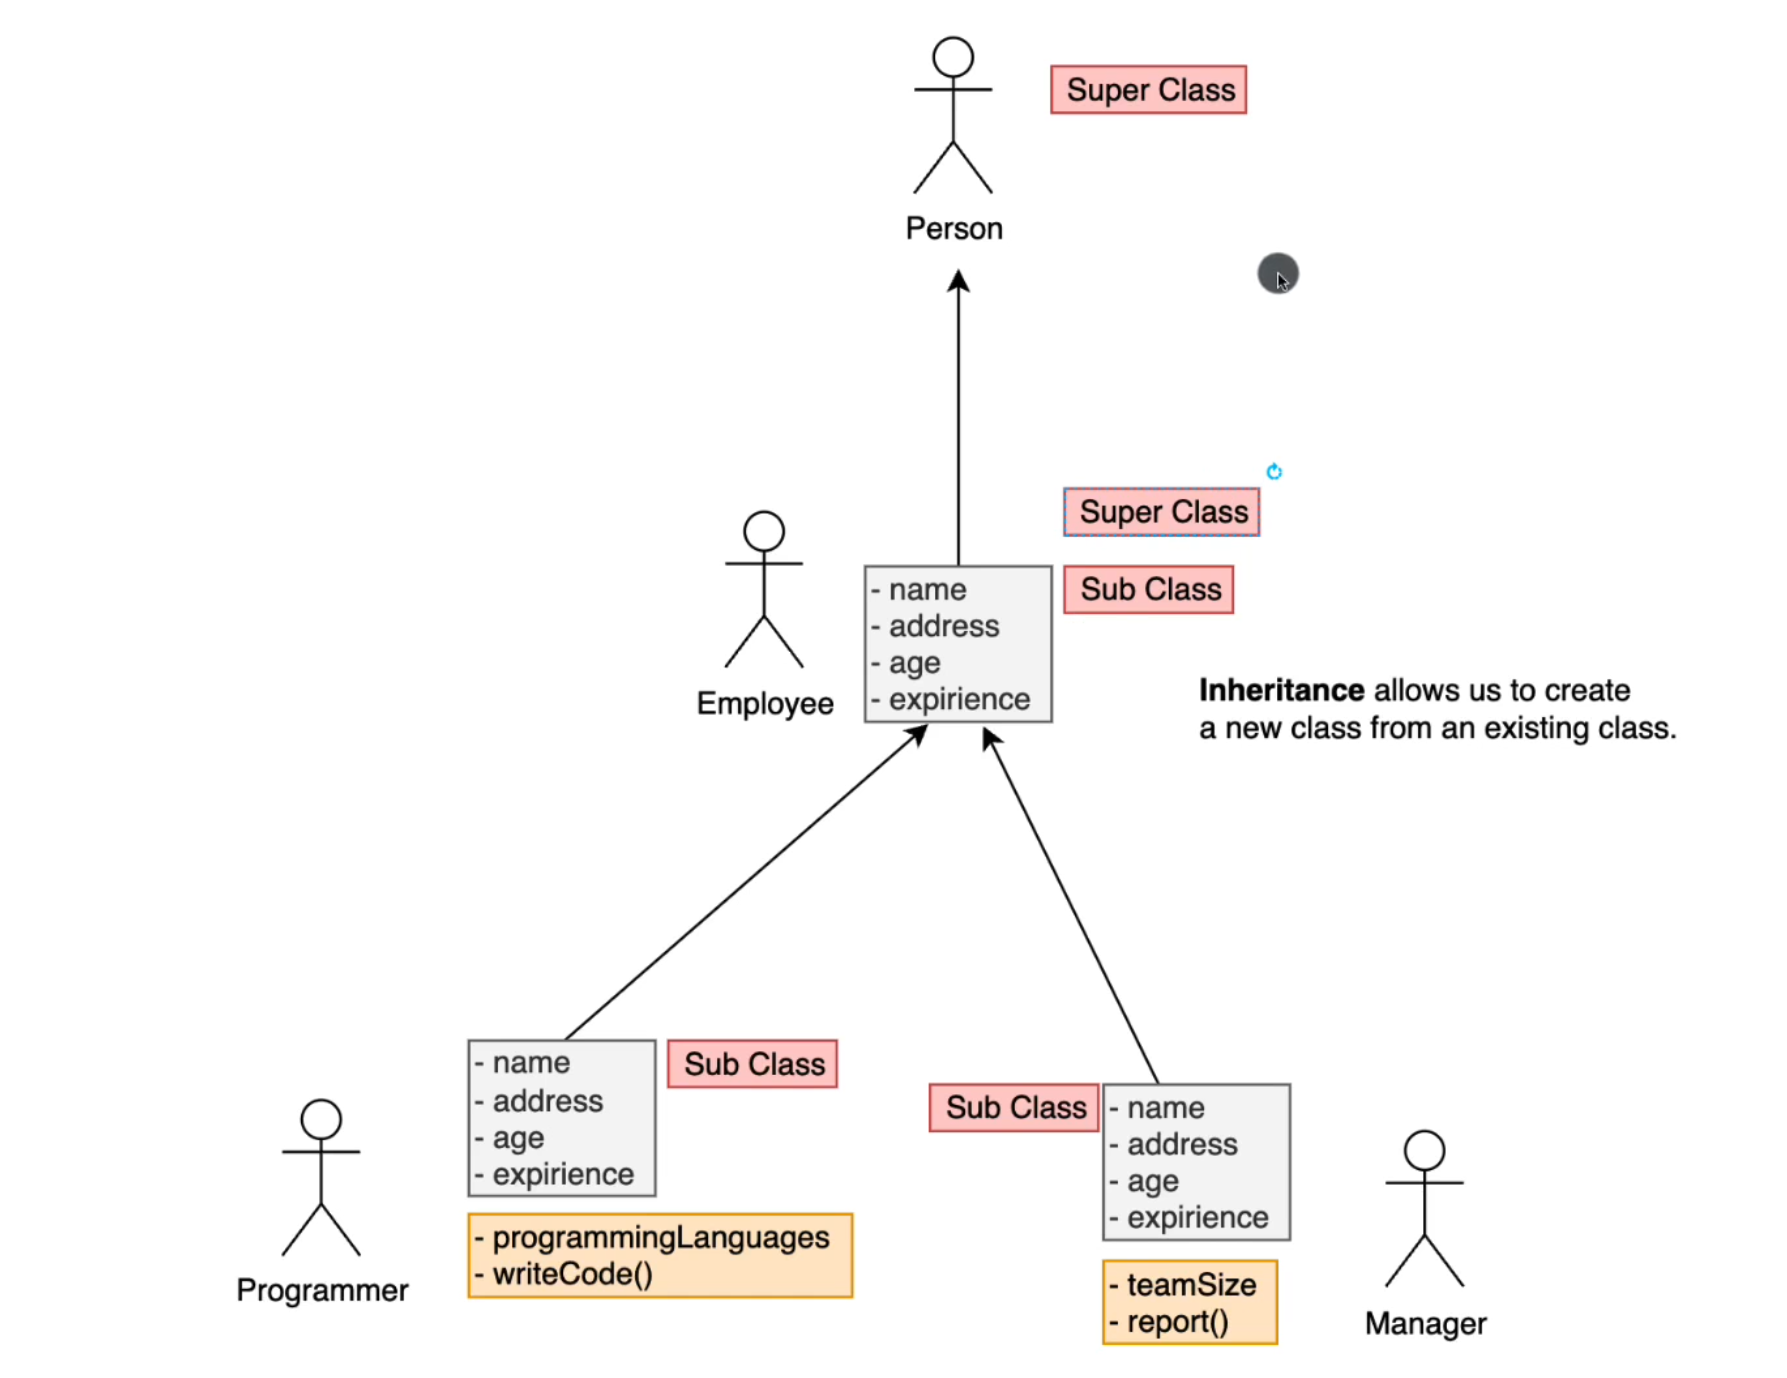 Super Class
Person
Super Class
- name
Sub Class
- address
- age
- expirience
Employee
Inheritance allows us to create
a new class from an existing class.
- name
- address
- age
- expirience
Sub Class
- programmingLanguages
- writeCode()
Programmer
Sub Class
- name
- address
- age
- expirience
- teamSize
- report()
Manager